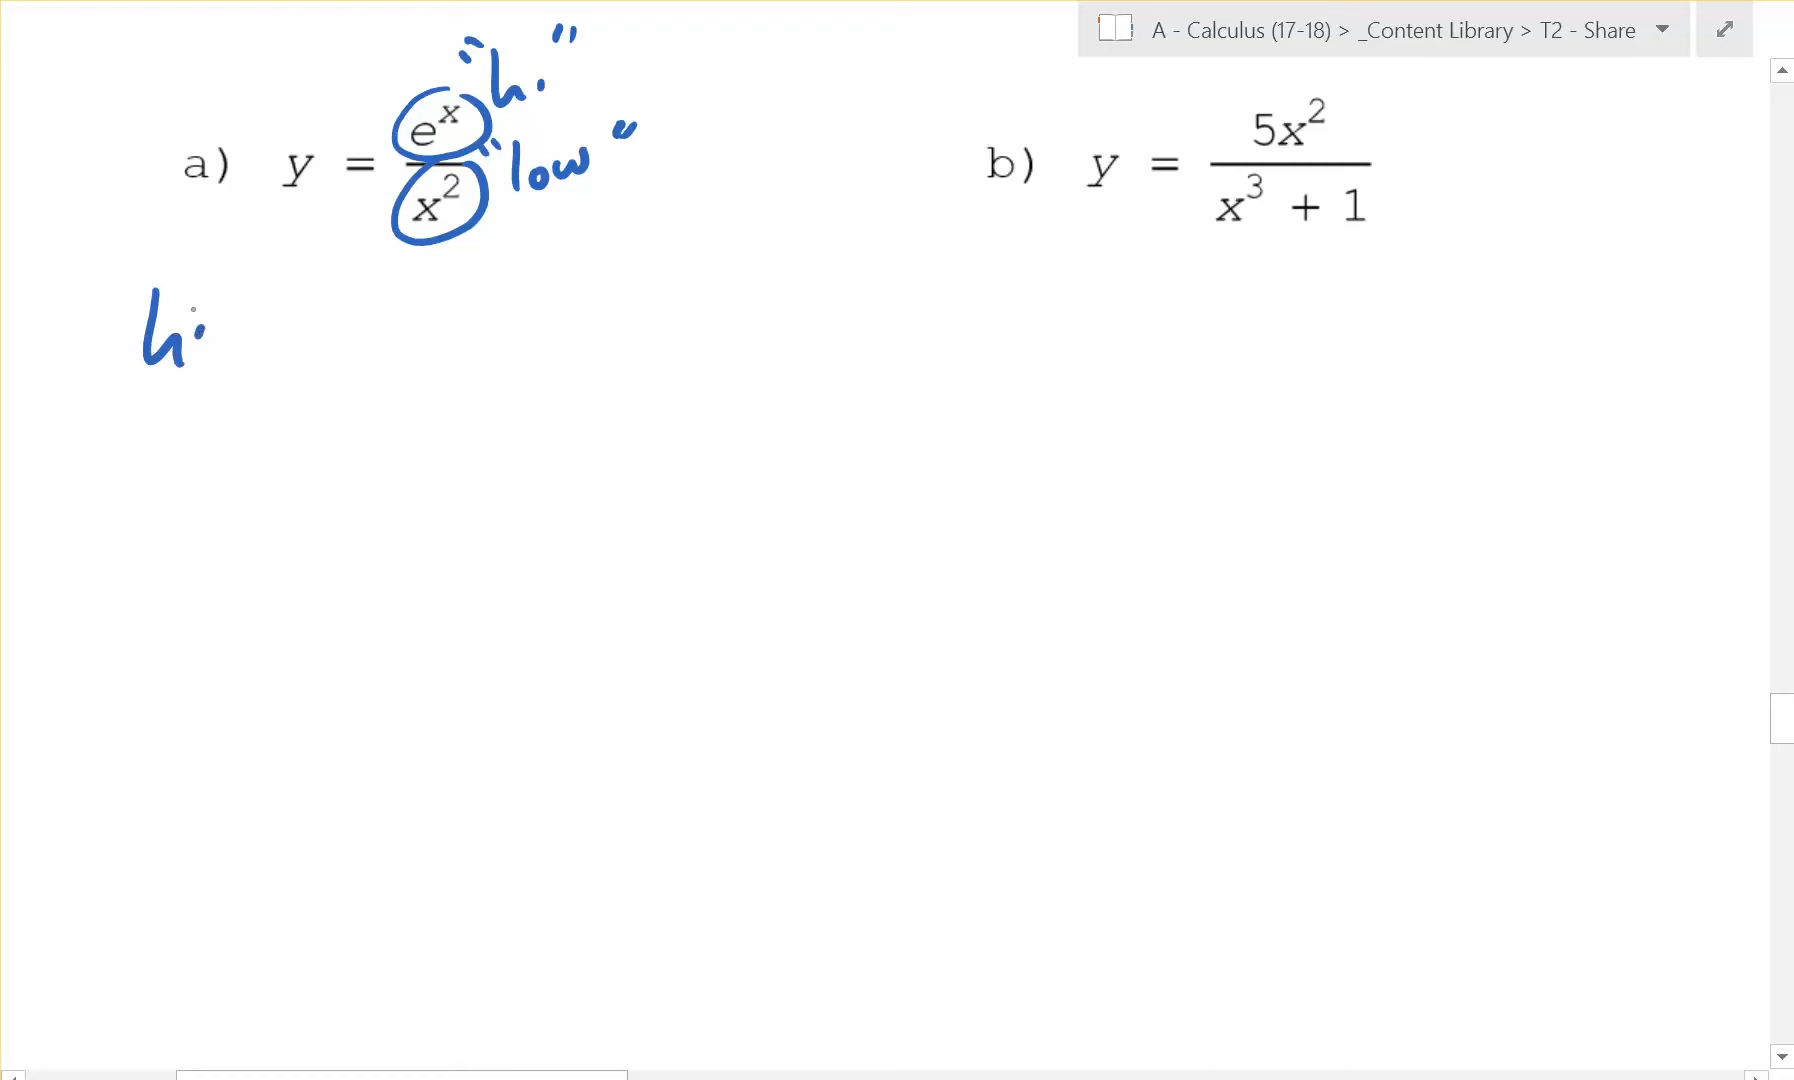 A - Calculus (17-18) > _Content Library > T2 - Share
"hi"
a) y = e^x / x^2
"low"
b) y = 5x^2 / x^3 + 1
hi